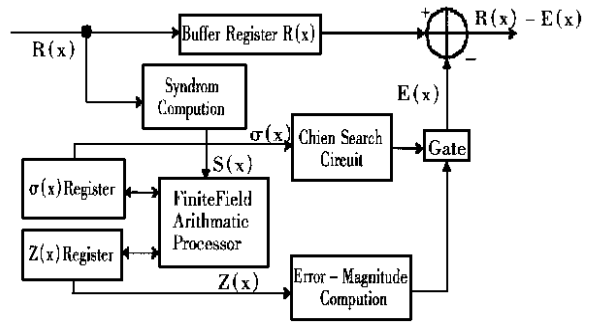 R(x)
Buffer Register R(x)
+
−
R(x) − E(x)
Syndrom
Compution
E(x)
σ(x)
Chien Search
Circuit
Gate
S(x)
σ(x)Register
FiniteField
Arithmatic
Processor
Z(x)Register
Z(x)
Error − Magnitude
Compution